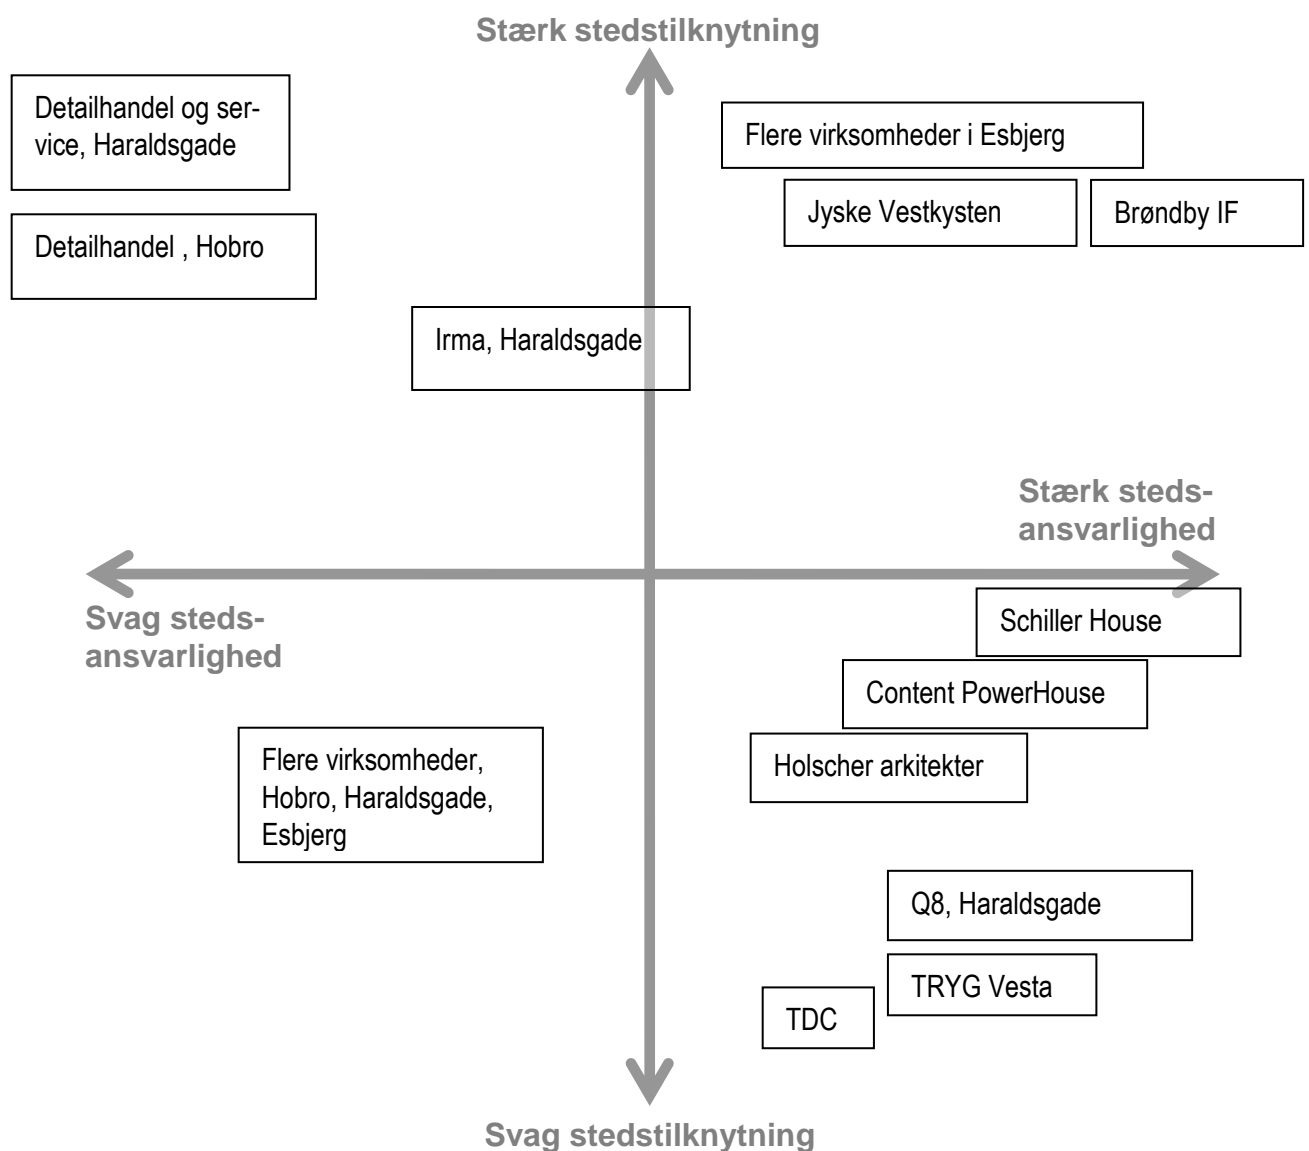 Stærk stedstilknytning
Detailhandel og ser-
vice, Haraldsgade
Flere virksomheder i Esbjerg
Jyske Vestkysten
Brøndby IF
Detailhandel , Hobro
Irma, Haraldsgade
Stærk steds-
ansvarlighed
Svag steds-
ansvarlighed
Schiller House
Content PowerHouse
Holscher arkitekter
Flere virksomheder,
Hobro, Haraldsgade,
Esbjerg
Q8, Haraldsgade
TRYG Vesta
TDC
Svag stedstilknytning